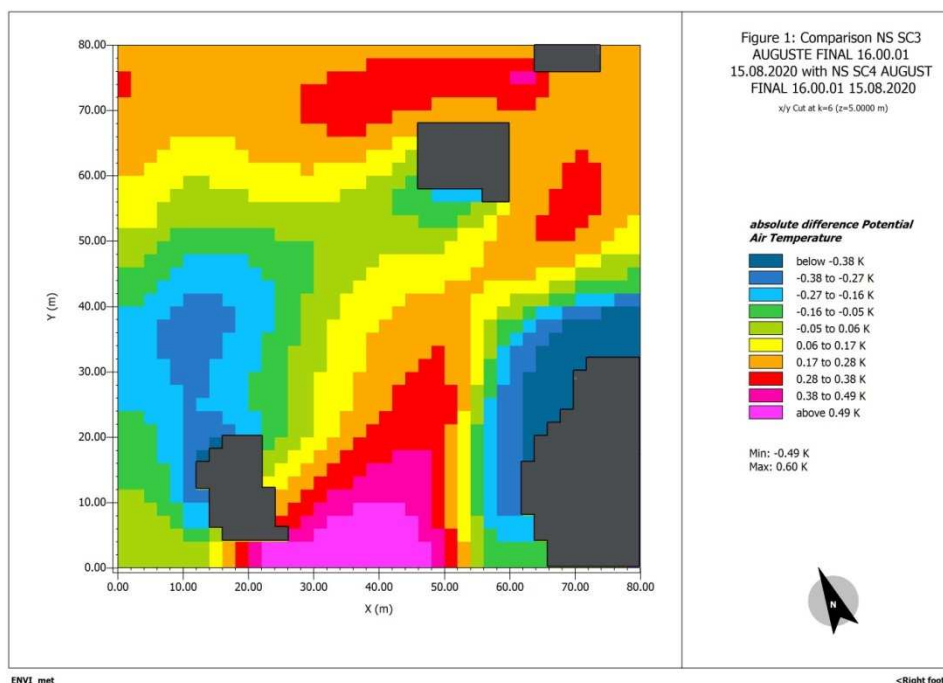 Figure 1: Comparison NS SC3
AUGUSTE FINAL 16.00.01
15.08.2020 with NS SC4 AUGUST
FINAL 16.00.01 15.08.2020
x/y Cut at k=6 (z=5.0000 m)
80.00
70.00
60.00
50.00
40.00
30.00
20.00
10.00
0.00
Y (m)
0.00 10.00 20.00 30.00 40.00 50.00 60.00 70.00 80.00
X (m)
absolute difference Potential
Air Temperature
below -0.38 K
-0.38 to -0.27 K
-0.27 to -0.16 K
-0.16 to -0.05 K
-0.05 to 0.06 K
0.06 to 0.17 K
0.17 to 0.28 K
0.28 to 0.38 K
0.38 to 0.49 K
above 0.49 K
Min: -0.49 K
Max: 0.60 K
N
ENVI_met
<Right foot